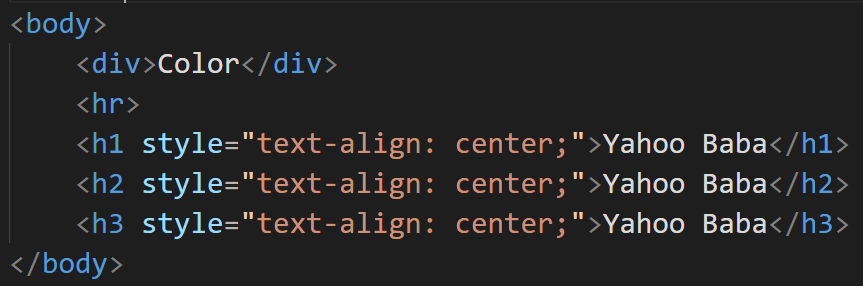 <body>
<div>Color</div>
<hr>
<h1 style="text-align: center;">Yahoo Baba</h1>
<h2 style="text-align: center;">Yahoo Baba</h2>
<h3 style="text-align: center;">Yahoo Baba</h3>
</body>